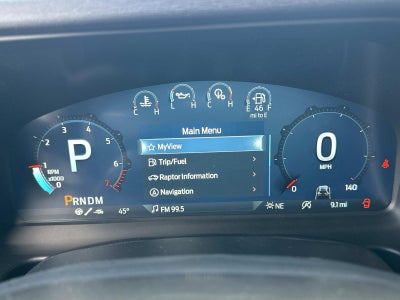 C H
L H
C H
E 46 F
mi to E
Main Menu
MyView
Trip/Fuel
Raptor Information
Navigation
1 2 3 4 5 6 7
P
RPM
x1000
0
PRNDM
45°
FM 99.5
0
MPH
0
140
NE
9.1 mi